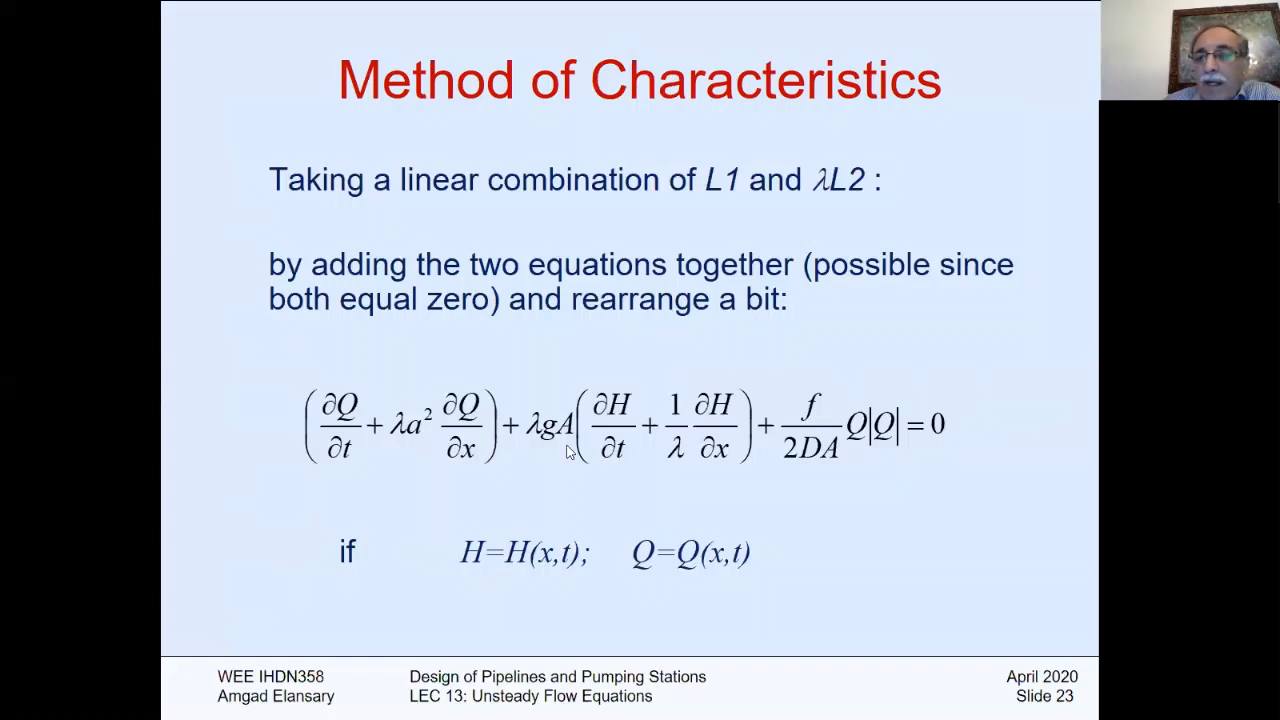 Method of Characteristics
Taking a linear combination of L1 and λL2 :
by adding the two equations together (possible since
both equal zero) and rearrange a bit:
(∂Q/∂t + λa² ∂Q/∂x) + λgA(∂H/∂t + 1/λ ∂H/∂x) + f/2DA Q|Q| = 0
if H=H(x,t); Q=Q(x,t)
WEE IHDN358 Design of Pipelines and Pumping Stations April 2020
Amgad Elansary LEC 13: Unsteady Flow Equations Slide 23